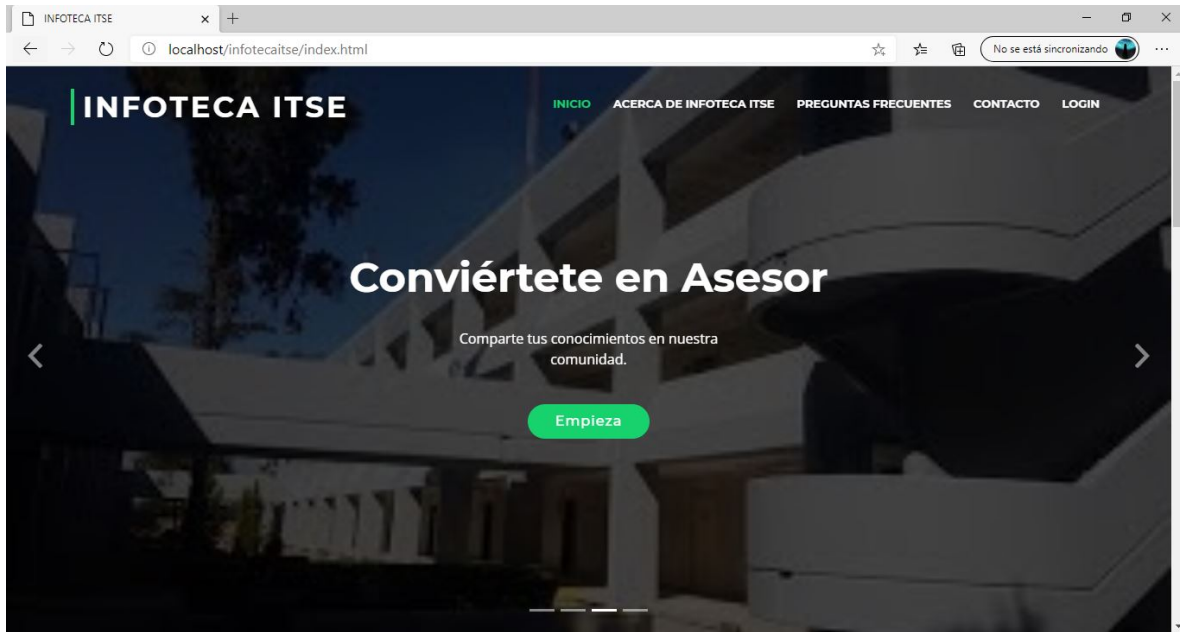 INFOTECA ITSE
localhost/infotecaitse/index.html
No se está sincronizando
INFOTECA ITSE
INICIO ACERCA DE INFOTECA ITSE PREGUNTAS FRECUENTES CONTACTO LOGIN
Conviértete en Asesor
Comparte tus conocimientos en nuestra
comunidad.
Empieza